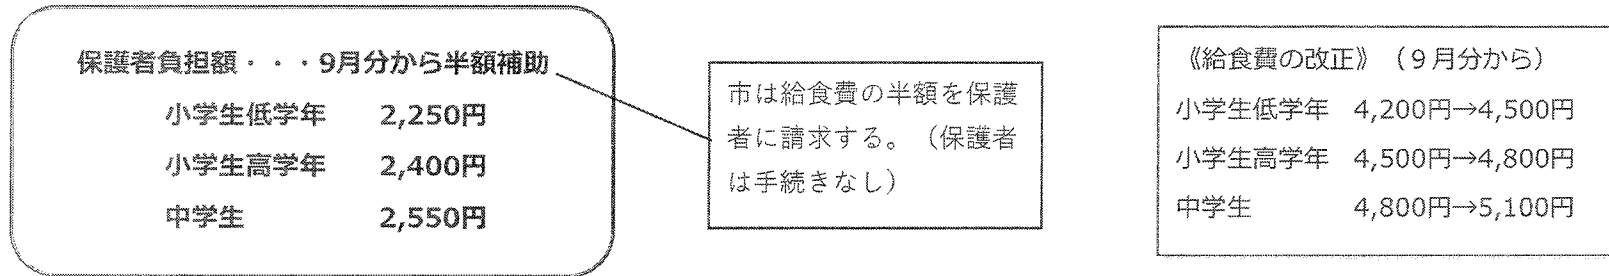 保護者負担額・・・9月分から半額補助
小学生低学年 2,250円
小学生高学年 2,400円
中学生 2,550円
市は給食費の半額を保護
者に請求する。（保護者
は手続きなし）
《給食費の改正》（9月分から）
小学生低学年 4,200円→4,500円
小学生高学年 4,500円→4,800円
中学生 4,800円→5,100円